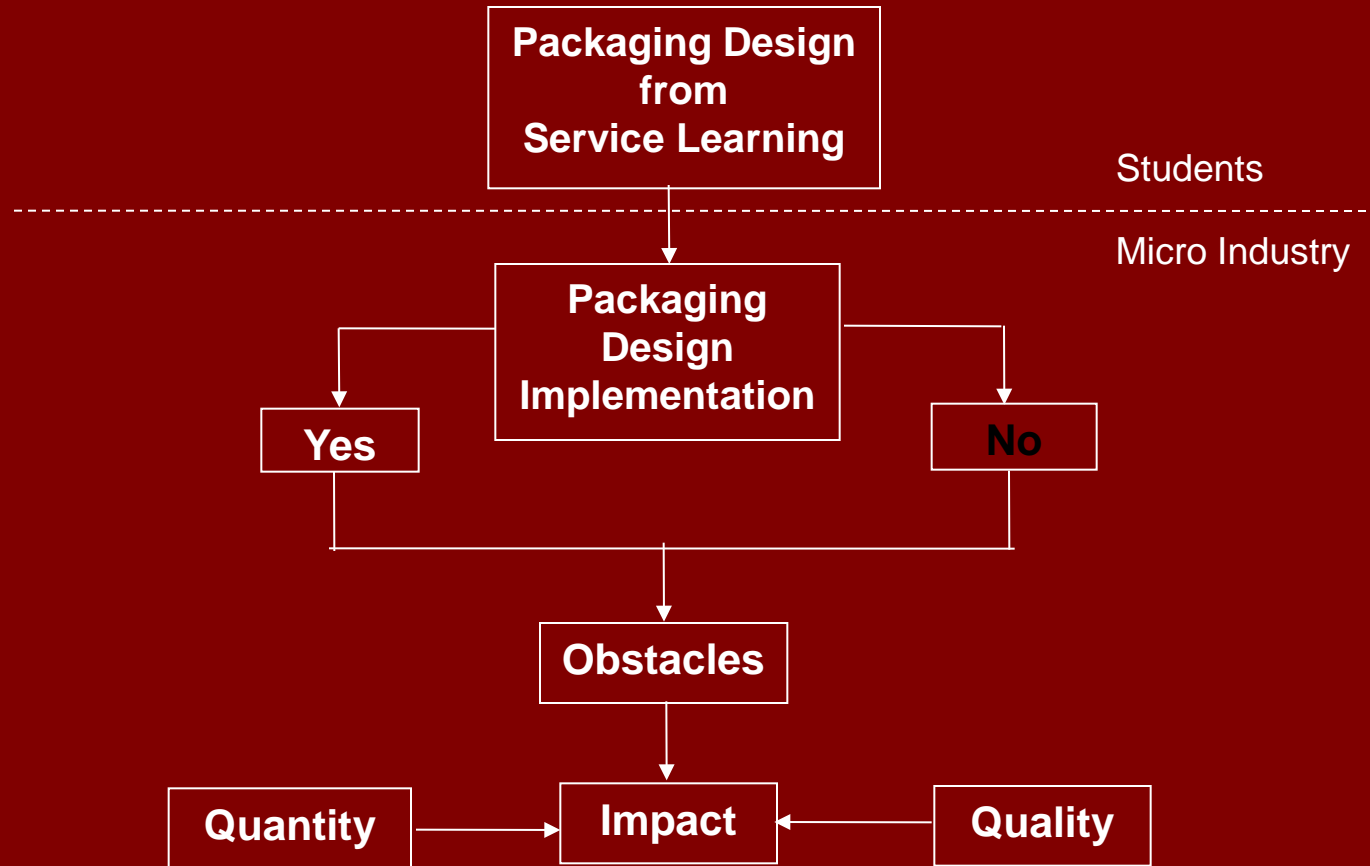 Packaging Design
from
Service Learning
Students
Micro Industry
Packaging
Design
Implementation
Yes
No
Obstacles
Quantity
Impact
Quality